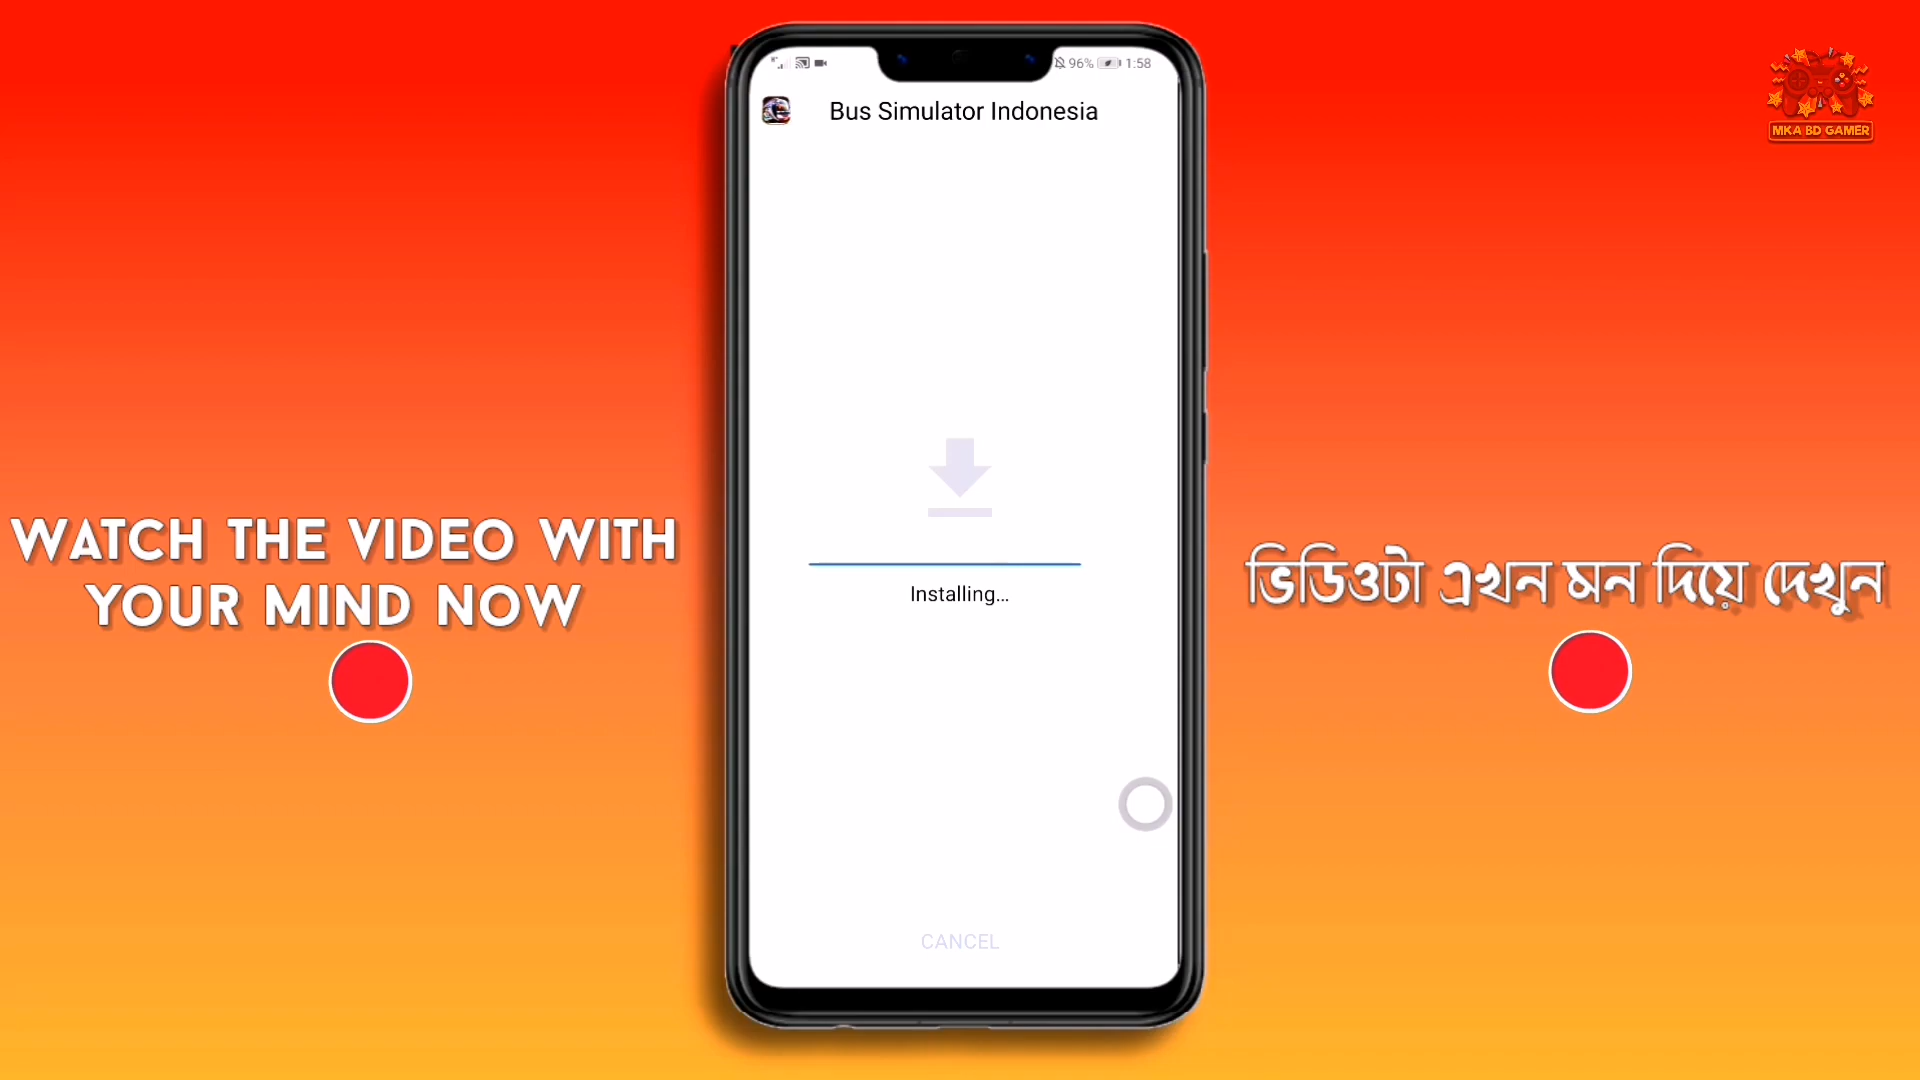 96% 1:58
Bus Simulator Indonesia
MKA BD GAMER
WATCH THE VIDEO WITH
YOUR MIND NOW
ভিডিওটা এখন মন দিয়ে দেখুন
Installing...
CANCEL